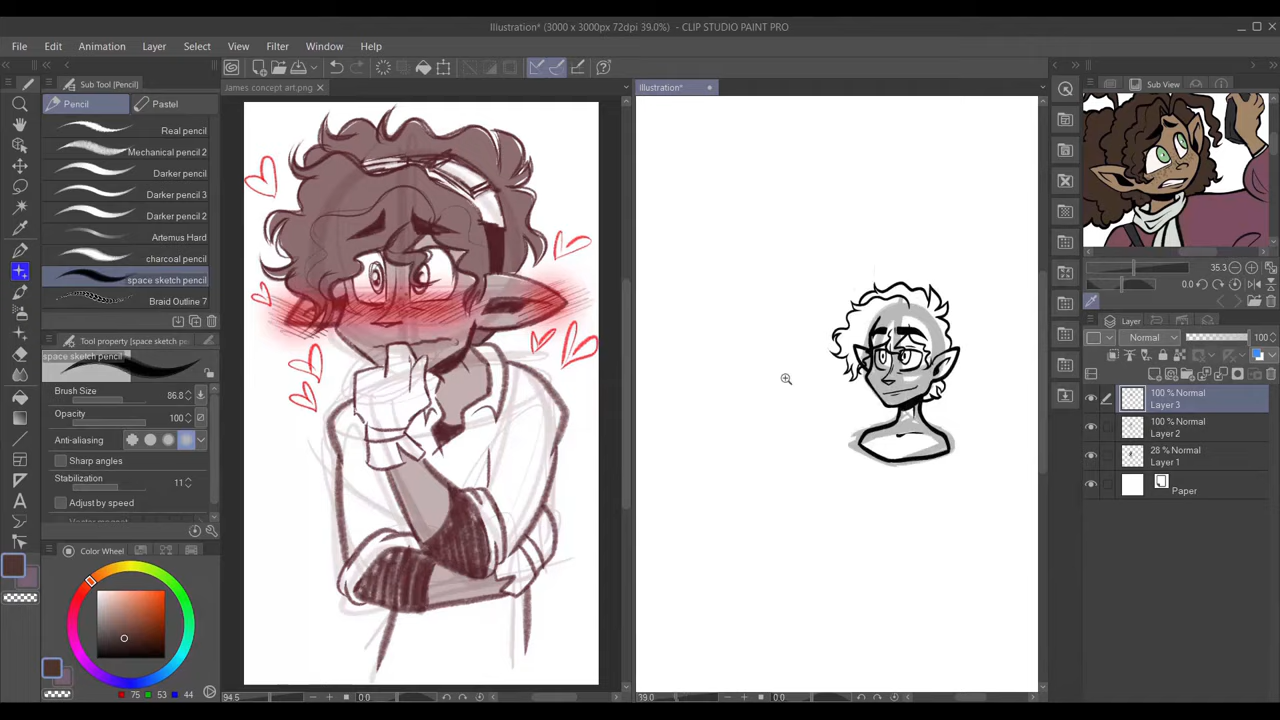 Illustration* (3000 x 3000px 72dpi 39.0%) - CLIP STUDIO PAINT PRO
File Edit Animation Layer Select View Filter Window Help
Sub Tool [Pencil]
James concept art.png
Illustration*
Sub View
Pencil Pastel
Real pencil
Mechanical pencil 2
Darker pencil
Darker pencil 3
Darker pencil 2
Artemus Hard
charcoal pencil
space sketch pencil
Braid Outline 7
35.3
0.0
Layer
Tool property [space sketch pen
space sketch pencil
Normal 100
Brush Size 86.8
Opacity 100
Anti-aliasing
Sharp angles
Stabilization 11
Adjust by speed
100 % Normal
Layer 3
100 % Normal
Layer 2
28 % Normal
Layer 1
Paper
Color Wheel
75 53 44
94.5 0.0
39.0 0.0